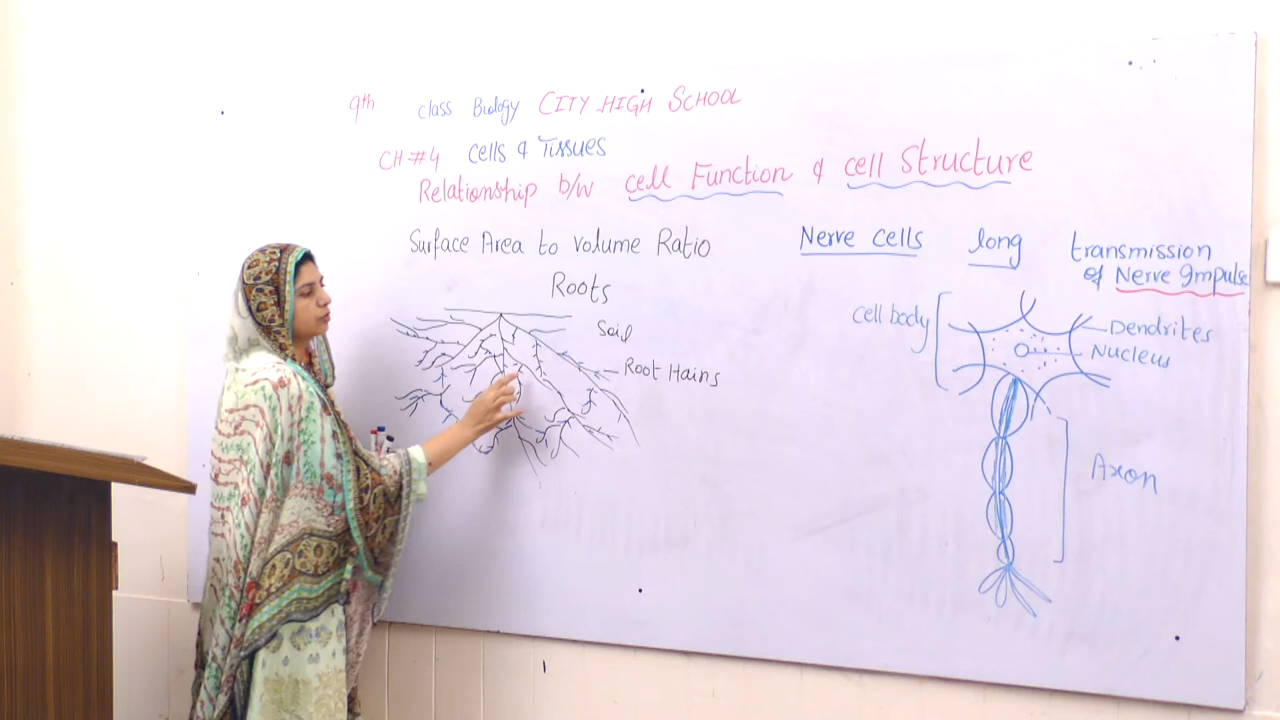 9th class Biology CITY HIGH SCHOOL
CH #4 Cells & Tissues
Relationship b/w cell Function & cell Structure
Surface Area to volume Ratio
Roots
Soil
Root Hairs
Nerve cells long transmission
of Nerve Impulse
Cell body
Dendrites
Nucleus
Axon